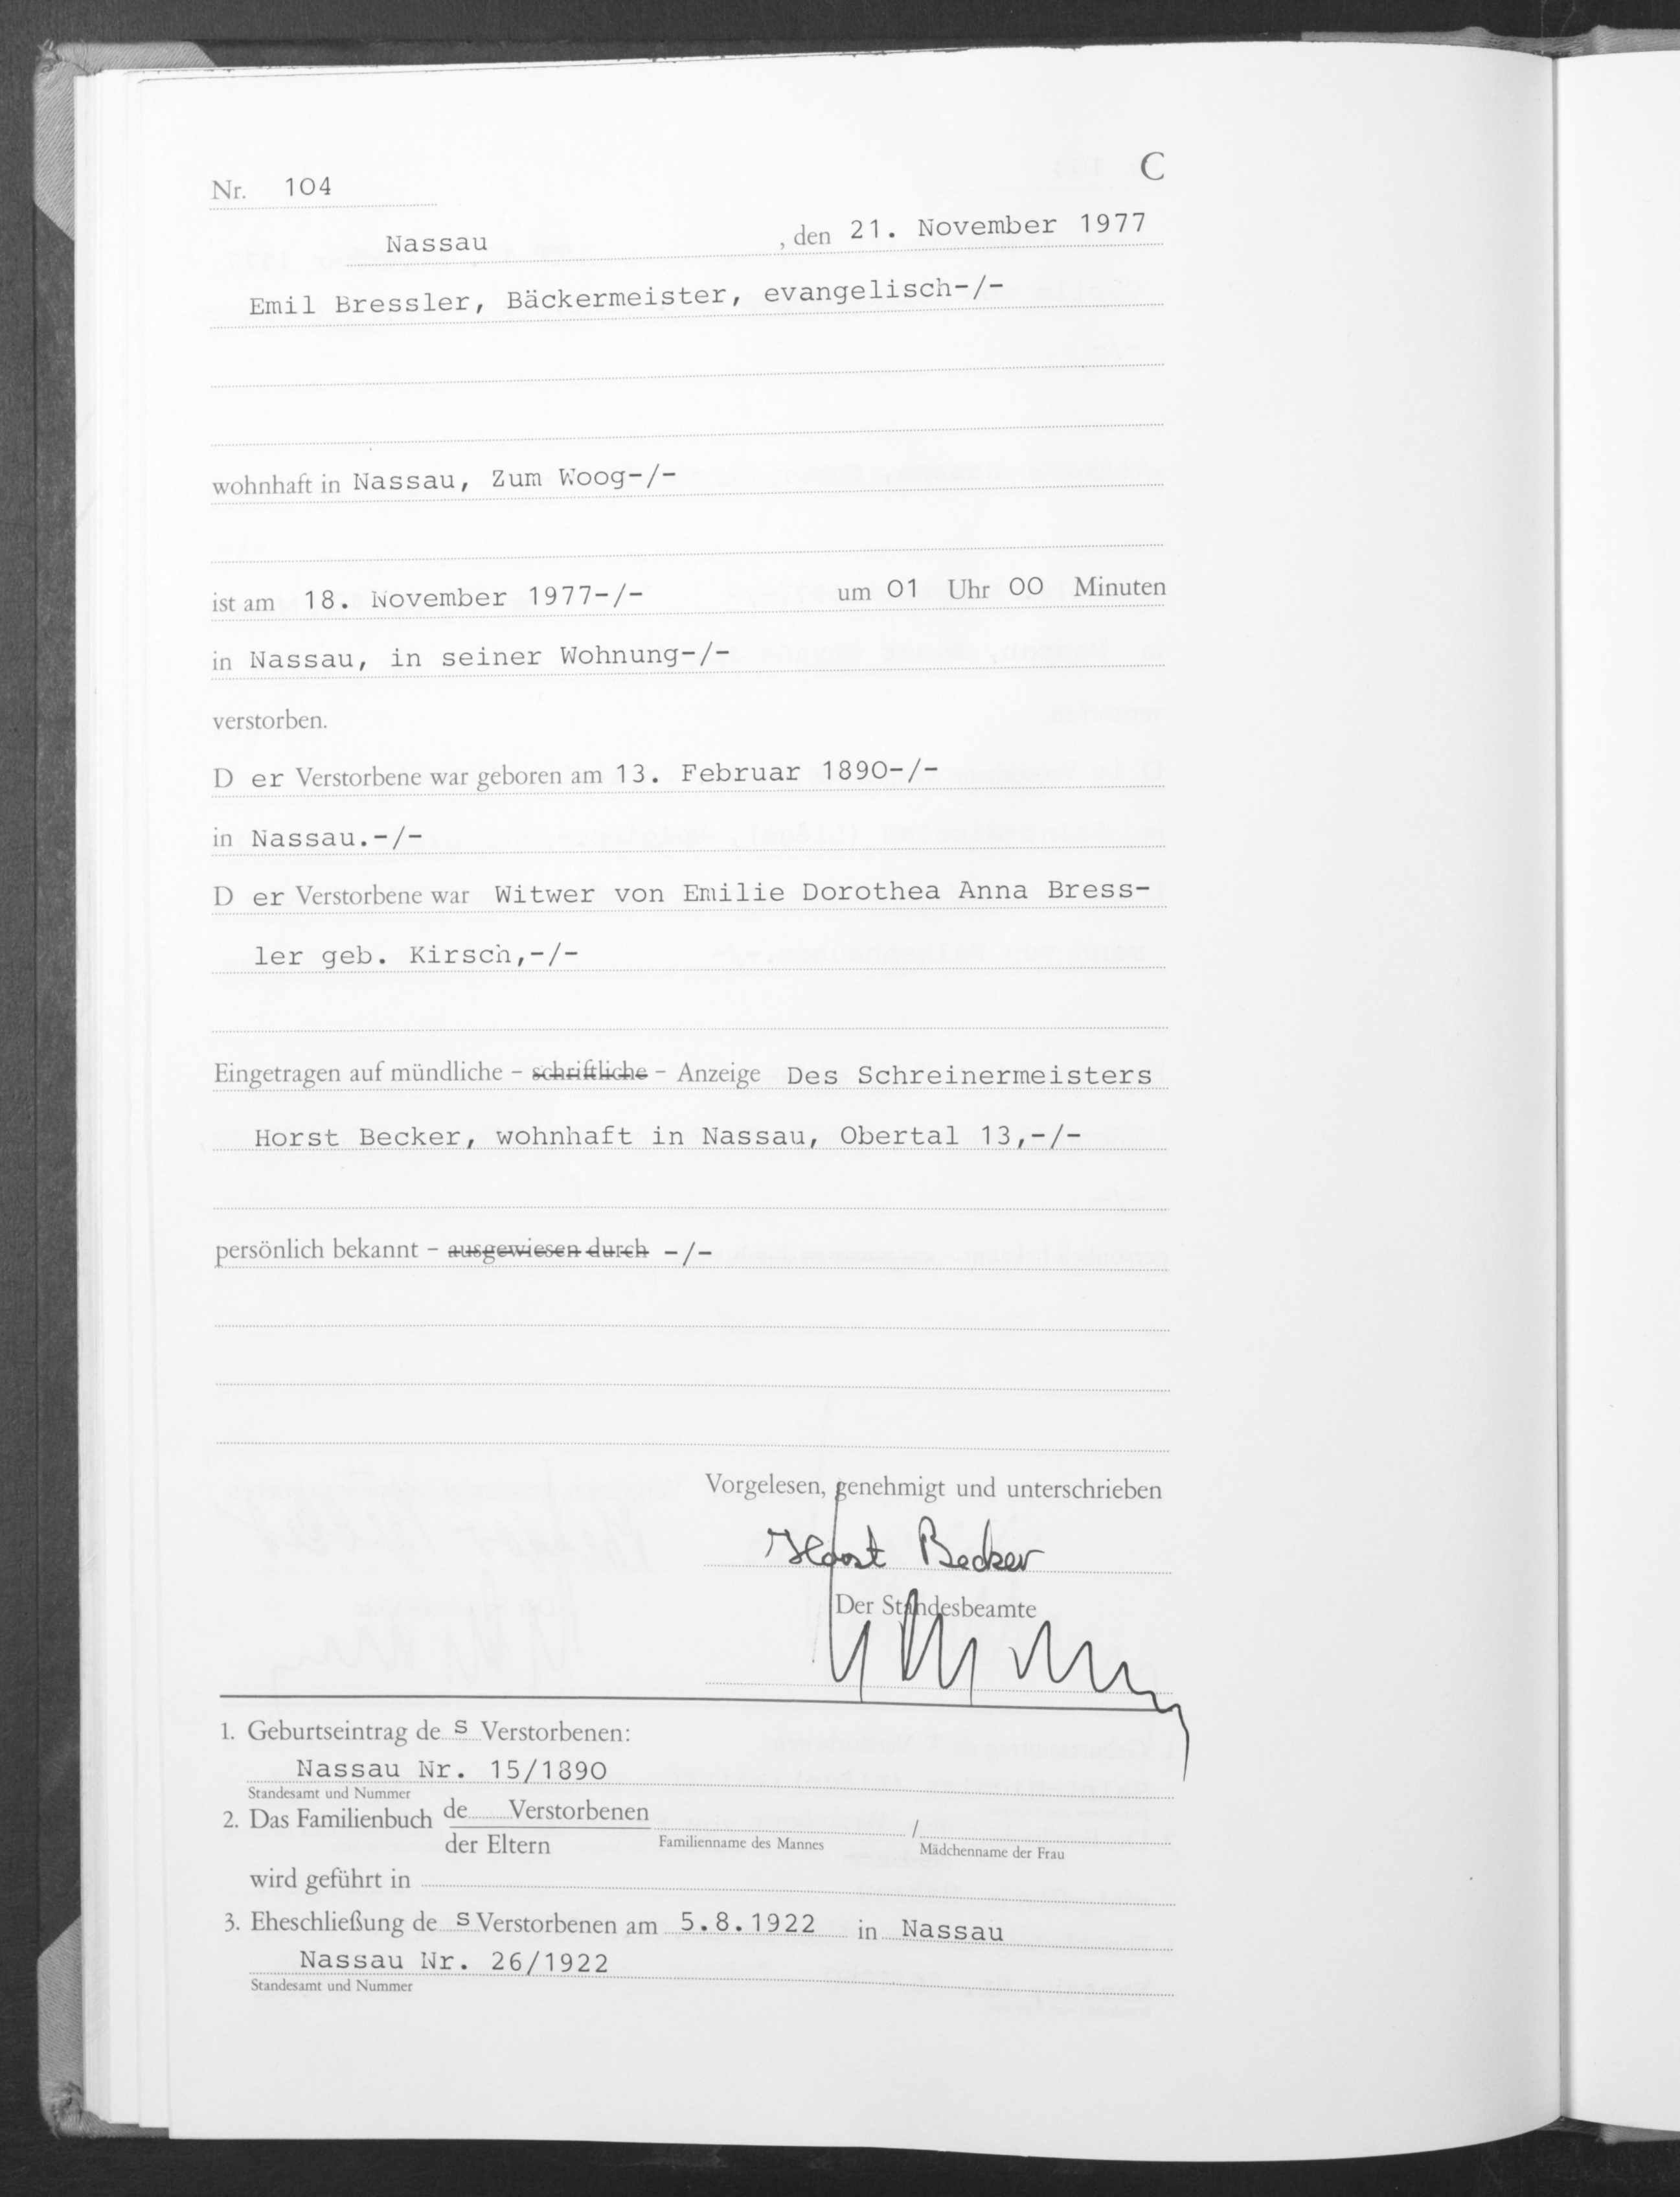 C
Nr. 104
Nassau , den 21. November 1977
Emil Bressler, Bäckermeister, evangelisch-/-
wohnhaft in Nassau, Zum Woog-/-
ist am 18. November 1977-/- um 01 Uhr 00 Minuten
in Nassau, in seiner Wohnung-/-
verstorben.
D er Verstorbene war geboren am 13. Februar 1890-/-
in Nassau.-/-
D er Verstorbene war Witwer von Emilie Dorothea Anna Bress-
ler geb. Kirsch,-/-
Eingetragen auf mündliche - schriftliche - Anzeige Des Schreinermeisters
Horst Becker, wohnhaft in Nassau, Obertal 13,-/-
persönlich bekannt - ausgewiesen durch -/-
Vorgelesen, genehmigt und unterschrieben
Horst Becker
Der Standesbeamte
1. Geburtseintrag de s Verstorbenen:
Nassau Nr. 15/1890
Standesamt und Nummer
2. Das Familienbuch de Verstorbenen /
der Eltern Familienname des Mannes Mädchenname der Frau
wird geführt in
3. Eheschließung de s Verstorbenen am 5.8.1922 in Nassau
Nassau Nr. 26/1922
Standesamt und Nummer